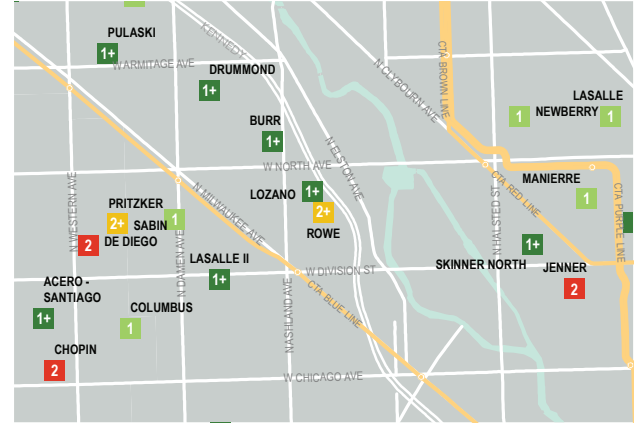 PULASKI
1+
KENNEDY
W ARMITAGE AVE
DRUMMOND
1+
CTA BROWN LINE
N CLYBOURN AVE
LASALLE
NEWBERRY
1
1
BURR
1+
N ELSTON AVE
W NORTH AVE
CTA RED LINE
MANIERRE
1
CTA PURPLE LINE
N WESTERN AVE
LOZANO
1+
2+
ROWE
N MILWAUKEE AVE
PRITZKER
2+
SABIN
1
DE DIEGO
2
N DAMEN AVE
N HALSTED ST
1+
SKINNER NORTH
JENNER
2
LASALLE II
1+
W DIVISION ST
ACERO -
SANTIAGO
1+
COLUMBUS
1
NASHLAND AVE
CTA BLUE LINE
CHOPIN
2
W CHICAGO AVE